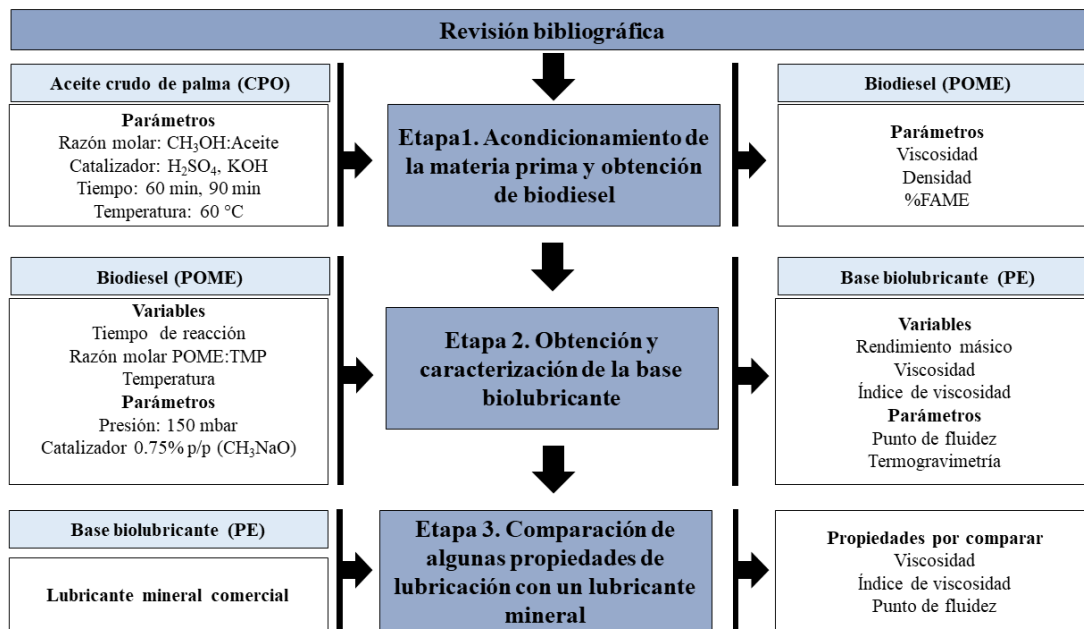 Revisión bibliográfica
Aceite crudo de palma (CPO)
Parámetros
Razón molar: CH₃OH:Aceite
Catalizador: H₂SO₄, KOH
Tiempo: 60 min, 90 min
Temperatura: 60 °C
Etapa1. Acondicionamiento de
la materia prima y obtención
de biodiesel
Biodiesel (POME)
Parámetros
Viscosidad
Densidad
%FAME
Biodiesel (POME)
Variables
Tiempo de reacción
Razón molar POME:TMP
Temperatura
Parámetros
Presión: 150 mbar
Catalizador 0.75% p/p (CH₃NaO)
Etapa 2. Obtención y
caracterización de la base
biolubricante
Base biolubricante (PE)
Variables
Rendimiento másico
Viscosidad
Índice de viscosidad
Parámetros
Punto de fluidez
Termogravimetría
Base biolubricante (PE)
Lubricante mineral comercial
Etapa 3. Comparación de
algunas propiedades de
lubricación con un lubricante
mineral
Propiedades por comparar
Viscosidad
Índice de viscosidad
Punto de fluidez